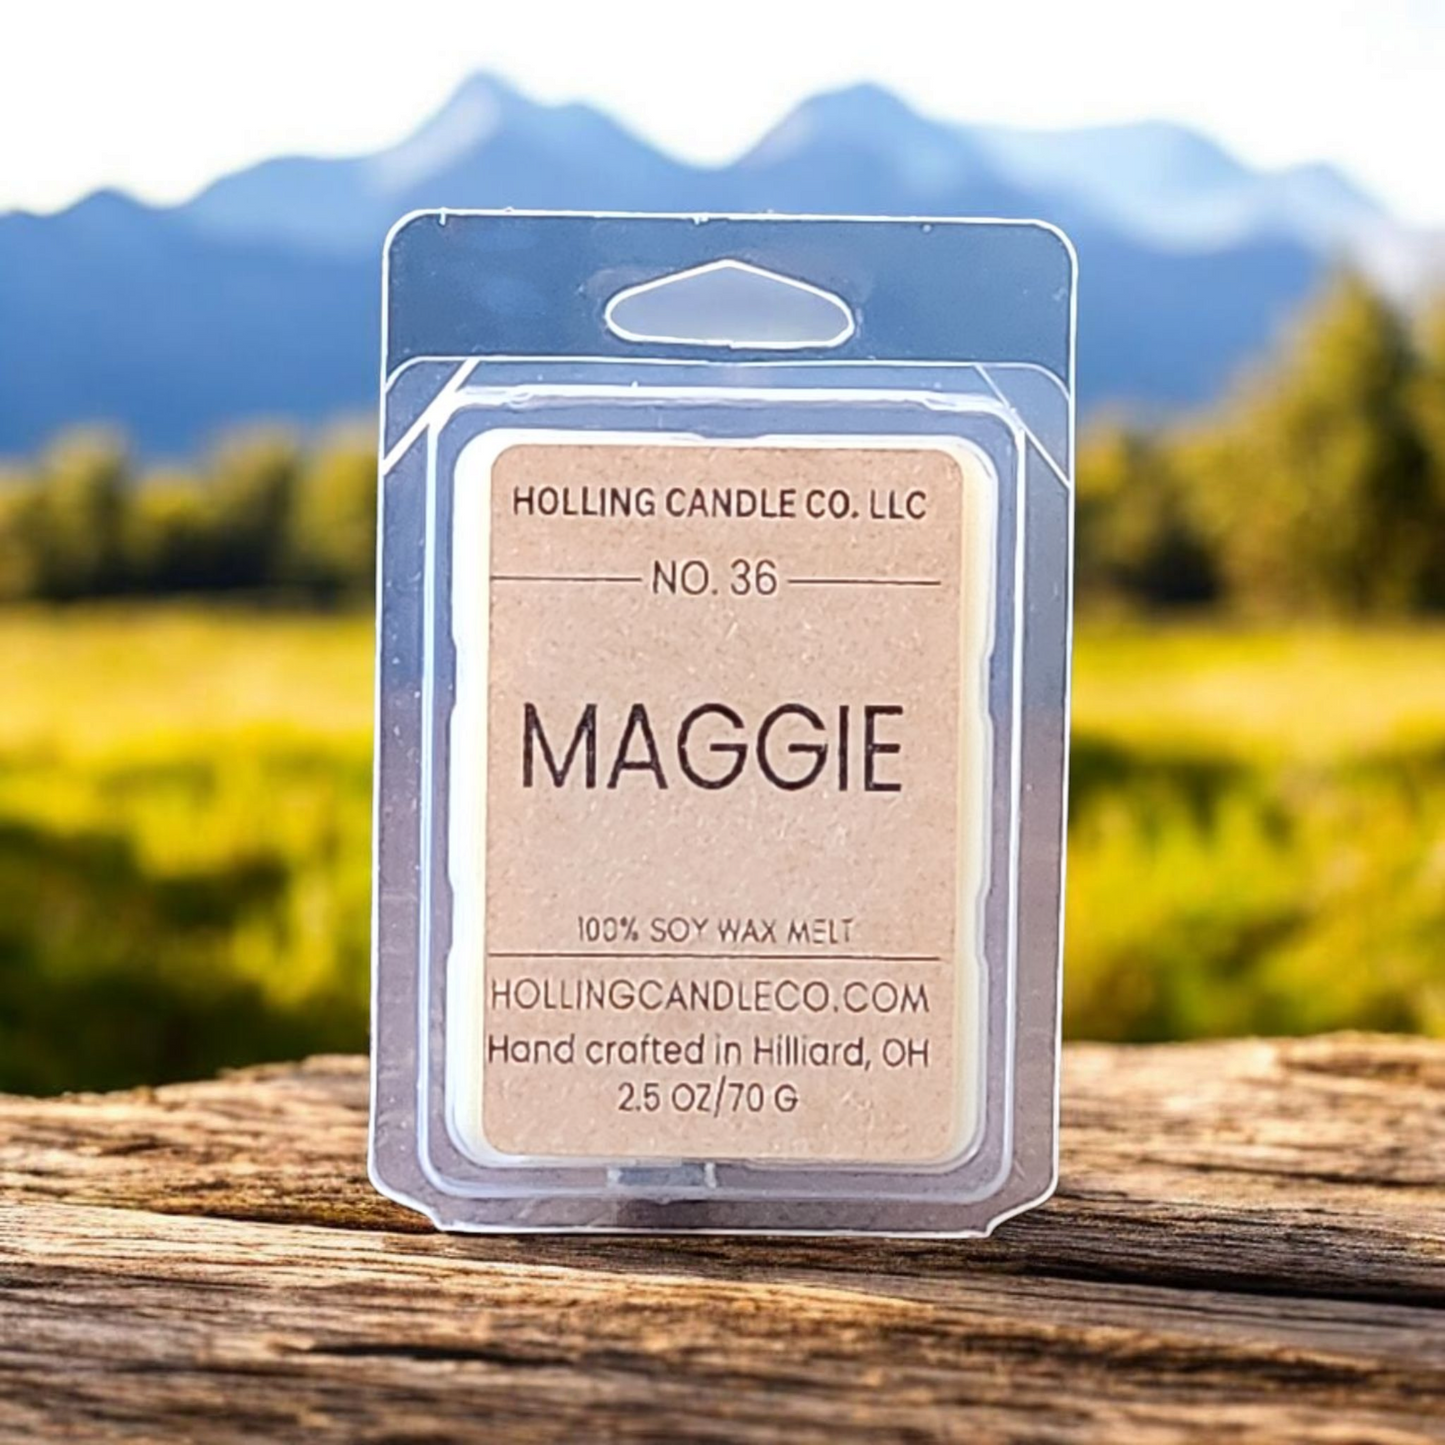 HOLLING CANDLE CO. LLC
NO. 36
MAGGIE
100% SOY WAX MELT
HOLLINGCANDLECO.COM
Hand crafted in Hilliard, OH
2.5 OZ/70 G